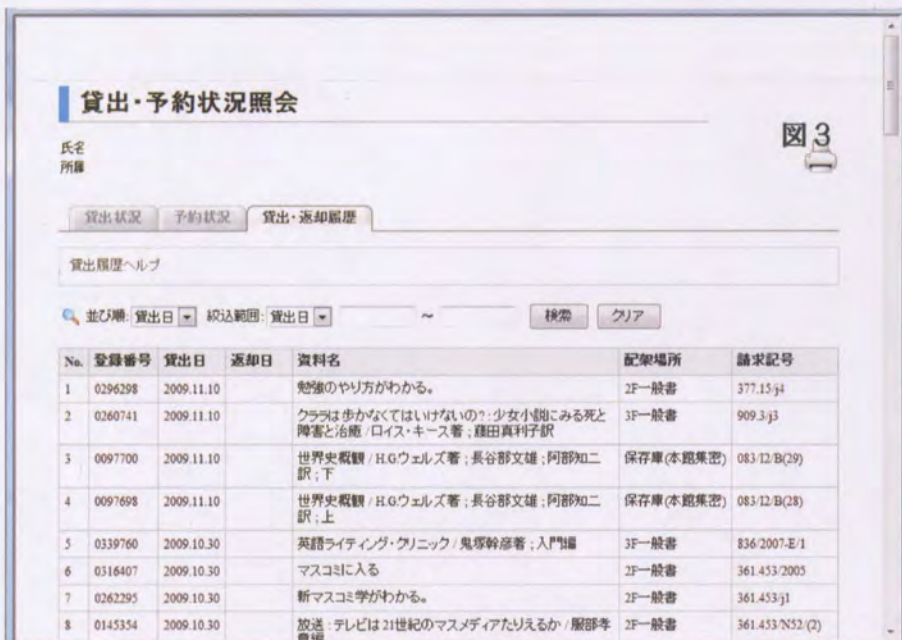 貸出・予約状況照会
図3
氏名
所属
貸出状況 予約状況 貸出・返却履歴
貸出履歴ヘルプ
並び順: 貸出日 絞込範囲: 貸出日 ~ 検索 クリア
No. 登録番号 貸出日 返却日 資料名 配架場所 請求記号
1 0296298 2009.11.10 勉強のやり方がわかる。 2F一般書 377.15/j4
2 0260741 2009.11.10 クララは歩かなくてはいけないの?:少女小説にみる死と 3F一般書 909.3/j3
障害と治癒 / ロイス・キース著 ; 藤田真利子訳
3 0097700 2009.11.10 世界史概観 / H.G.ウェルズ著 ; 長谷部文雄 ; 阿部知二 保存庫(本館集密) 083/I2/B(29)
訳 ; 下
4 0097698 2009.11.10 世界史概観 / H.G.ウェルズ著 ; 長谷部文雄 ; 阿部知二 保存庫(本館集密) 083/I2/B(28)
訳 ; 上
5 0339760 2009.10.30 英語ライティング・クリニック / 鬼塚幹彦著 ; 入門編 3F一般書 836/2007-E/1
6 0316407 2009.10.30 マスコミに入る 2F一般書 361.453/2005
7 0262295 2009.10.30 新マスコミ学がわかる。 2F一般書 361.453/j1
8 0145354 2009.10.30 放送 : テレビは21世紀のマスメディアたりえるか / 服部孝 2F一般書 361.453/N52/(2)
章編